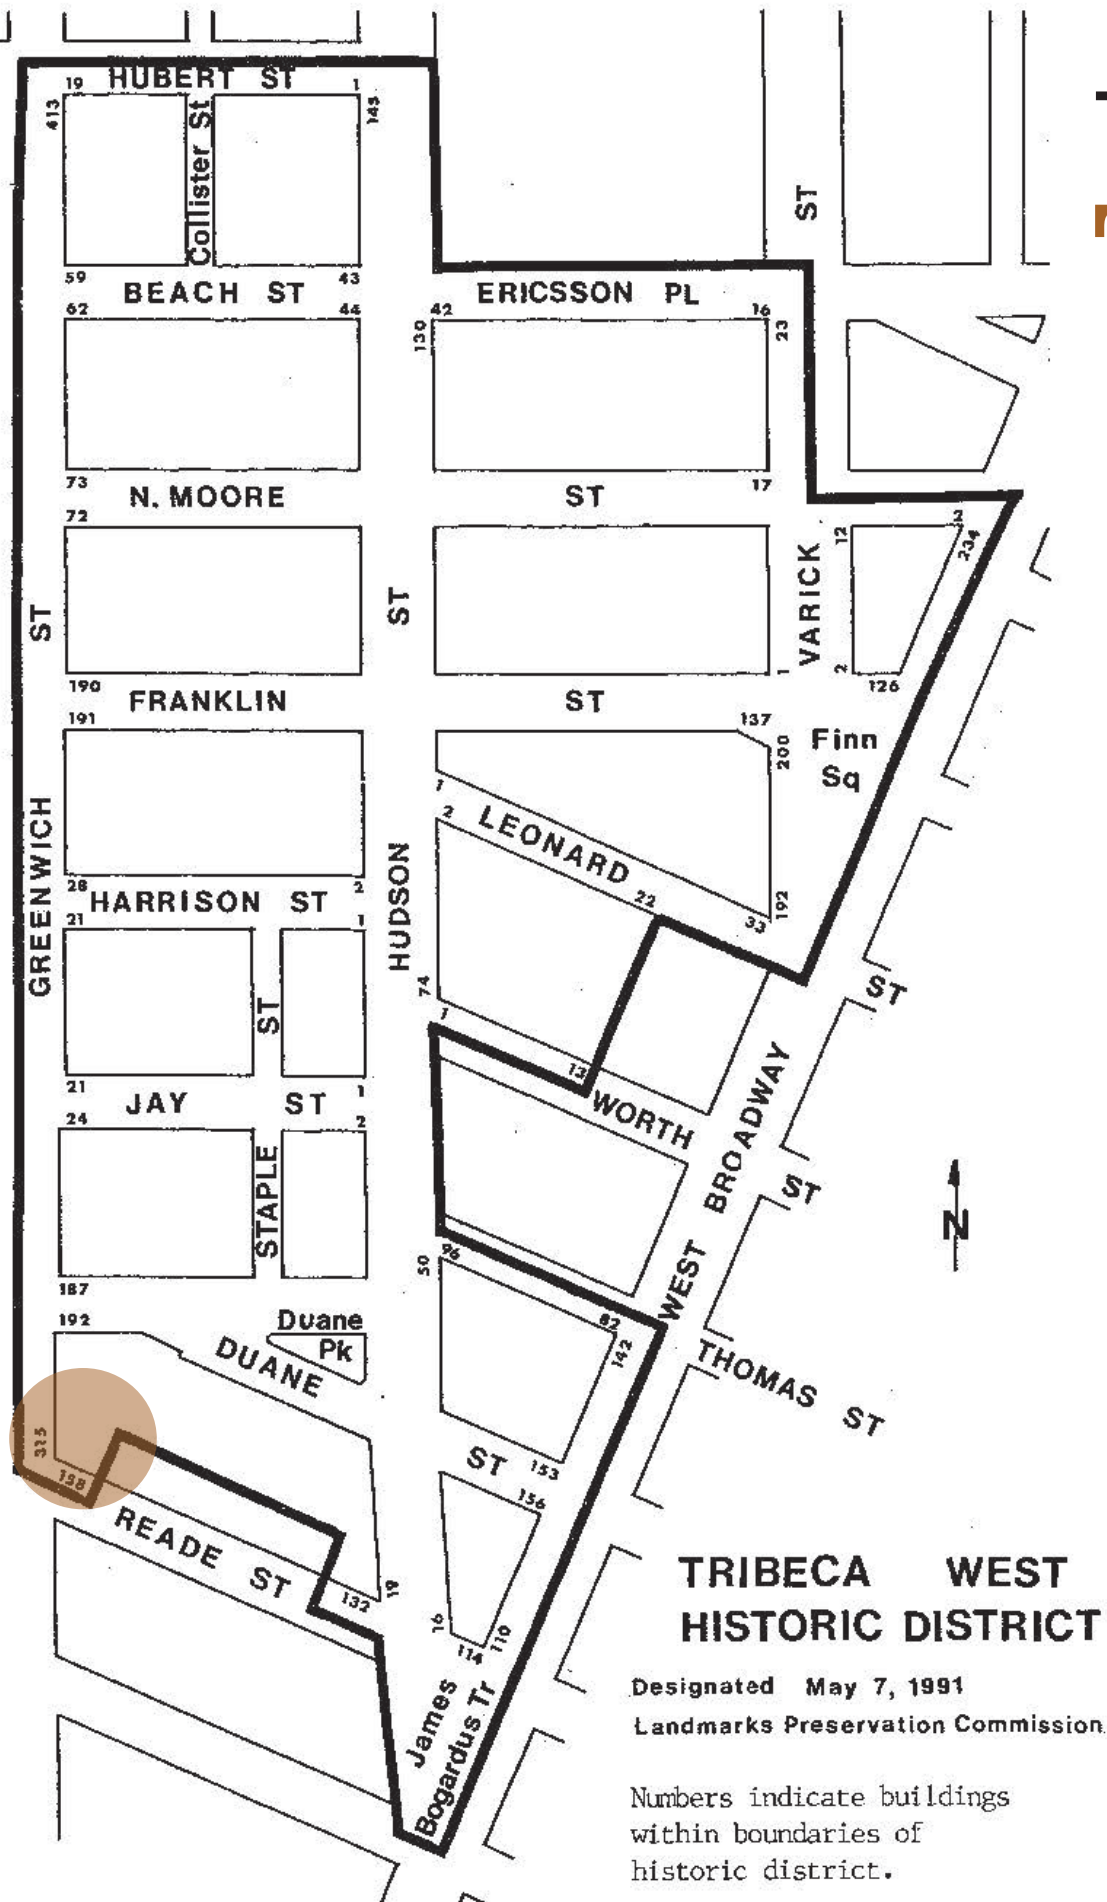 HUBERT ST
19
1
413
145
Collister St
ST
59
43
BEACH ST
ERICSSON PL
62
44
42
16
130
23
73
17
N. MOORE ST
72
2
12
234
VARICK
ST
ST
190
1
2
126
FRANKLIN ST
191
137
200
Finn
Sq
1
2
LEONARD ST
GREENWICH
HUDSON
28
2
22
33
192
HARRISON ST
21
1
ST
74
1
13
21
1
JAY ST
WORTH ST
24
2
STAPLE
WEST BROADWAY
N
187
50
96
82
142
THOMAS ST
192
Duane
Pk
DUANE ST
325
158
153
156
READE ST
132
19
16
114
110
James
Bogardus Tr
TRIBECA WEST
HISTORIC DISTRICT
Designated May 7, 1991
Landmarks Preservation Commission
Numbers indicate buildings
within boundaries of
historic district.